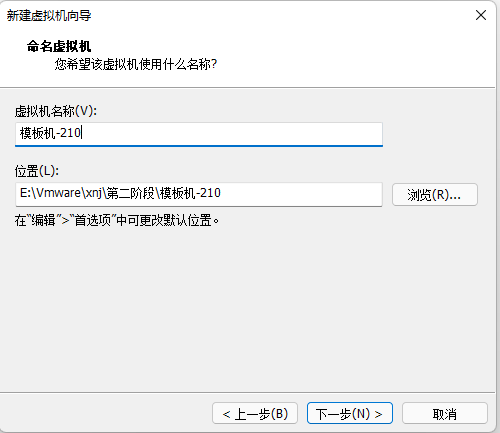 新建虚拟机向导
命名虚拟机
您希望该虚拟机使用什么名称?
虚拟机名称(V):
模板机-210
位置(L):
E:\Vmware\xnj\第二阶段\模板机-210
浏览(R)...
在“编辑”>“首选项”中可更改默认位置。
< 上一步(B)
下一步(N) >
取消